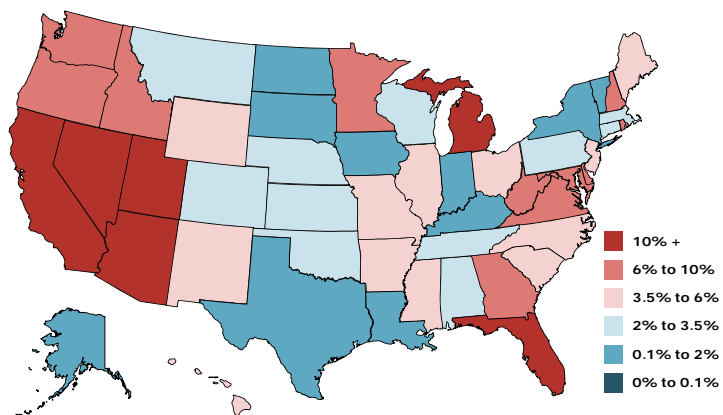 10% +
6% to 10%
3.5% to 6%
2% to 3.5%
0.1% to 2%
0% to 0.1%